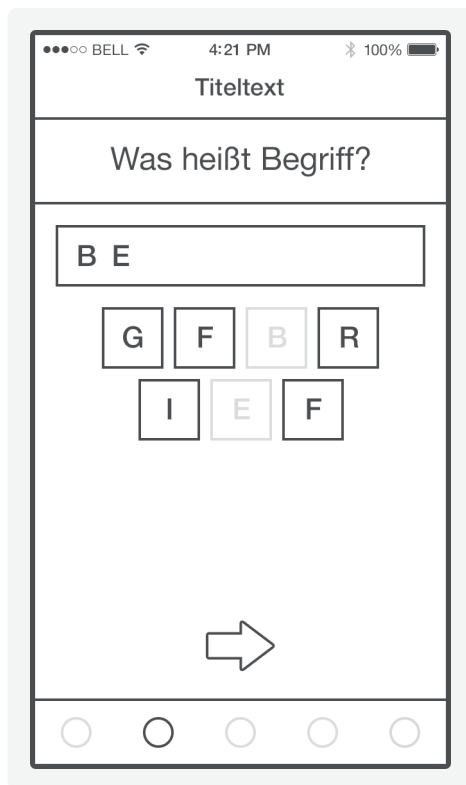 BELL 4:21 PM 100%
Titeltext
Was heißt Begriff?
B E
G F B R
I E F